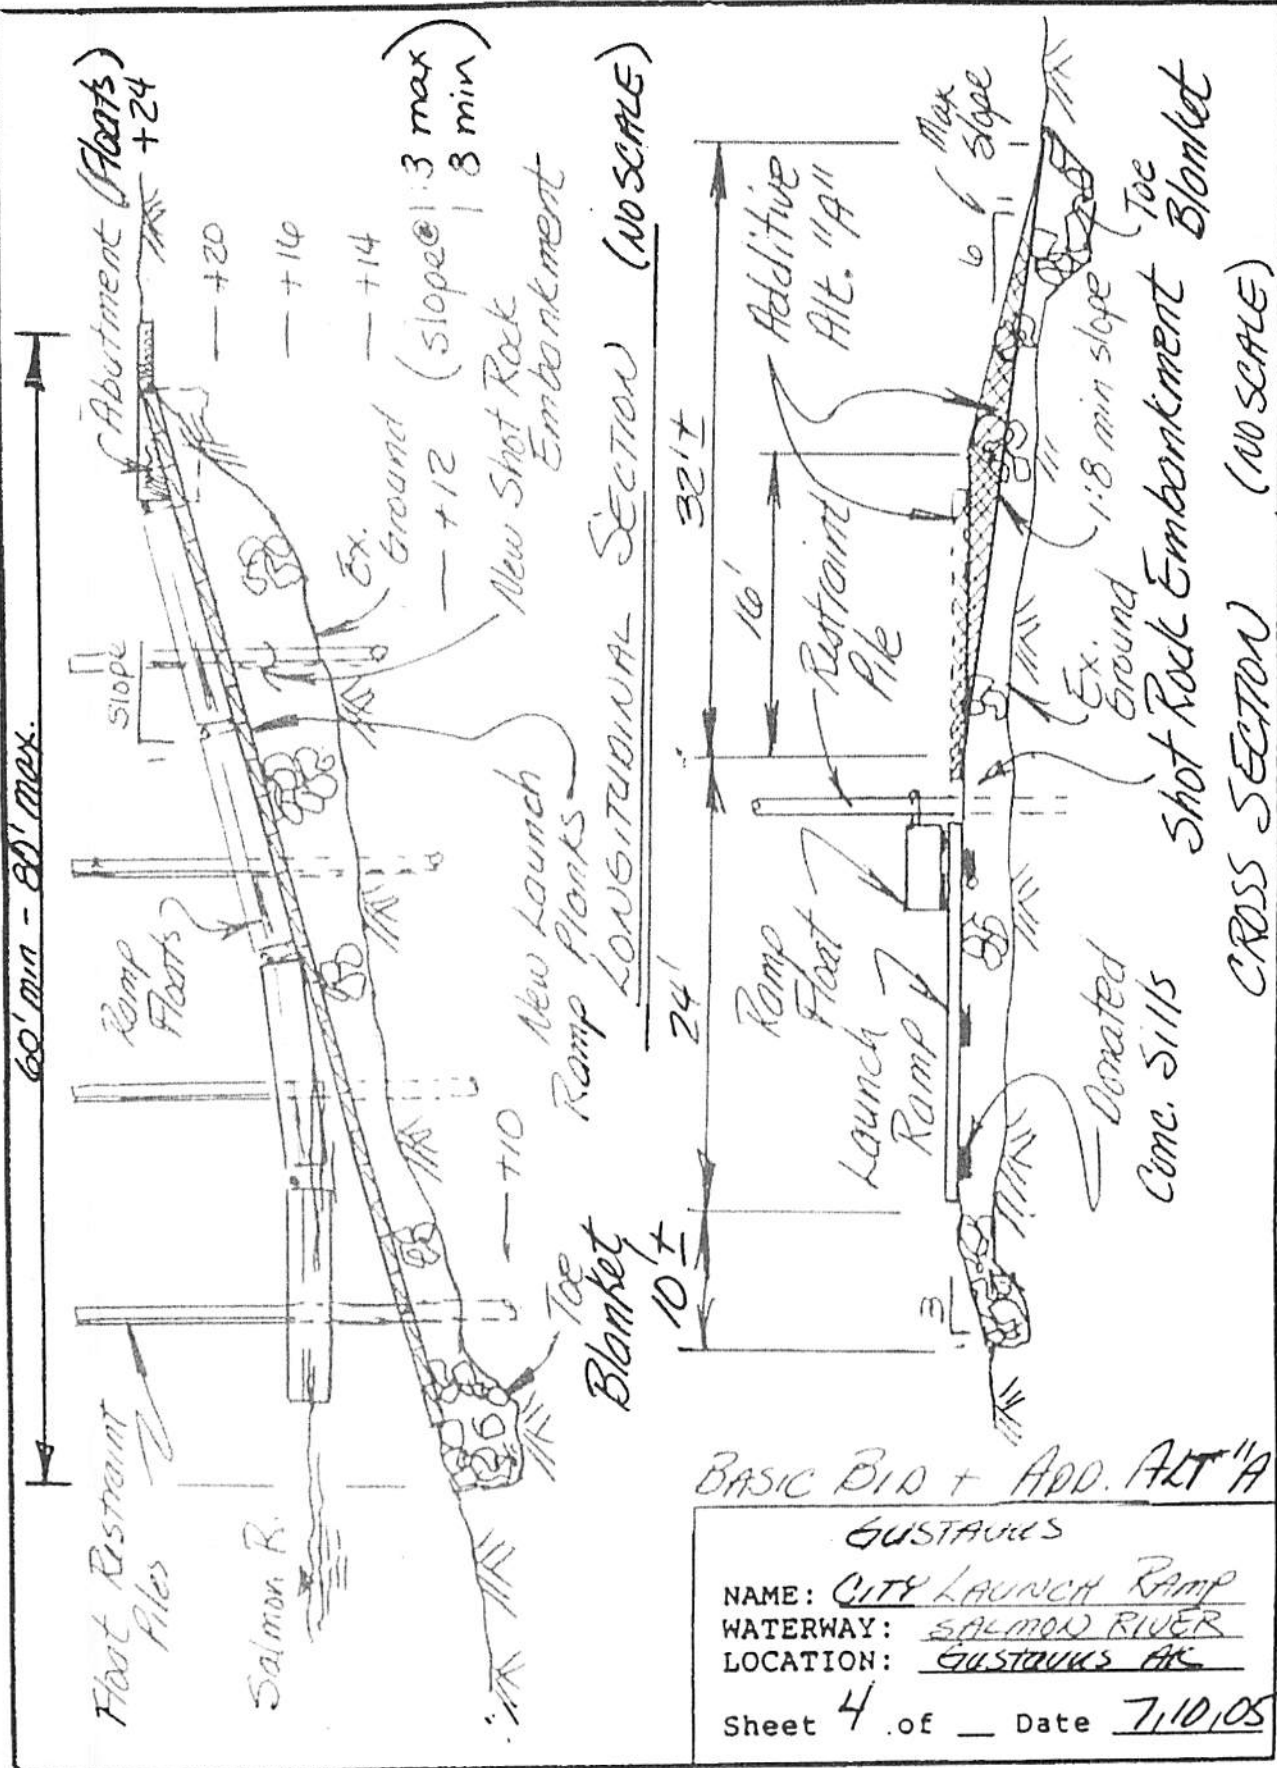 60' min - 80' max.
Float Restraint
Piles
Salmon R.
Ramp
Floats
1
Slope
Abutment (Floats)
+24
+20
+16
+14
Ex.
Ground
+12
(slope@ 1:3 max)
1 8 min
New Shot Rock
Embankment
New Launch
Ramp Planks
+10
Toe
Blanket
LONGITUDINAL SECTION (NO SCALE)
10'±
24'
32'±
16'
Ramp
Float
Launch
Ramp
Restraint
Pile
Additive
Alt. "A"
6
1
Max
Slope
3
1
Donated
Conc. Sills
Ex.
Ground
1:8 min slope
Toe
Blanket
Shot Rock Embankment
CROSS SECTION (NO SCALE)
BASIC BID + ADD. ALT "A
GUSTAVUS
NAME: CITY LAUNCH RAMP
WATERWAY: SALMON RIVER
LOCATION: GUSTAVUS AK
Sheet 4 of _ Date 7,10,05